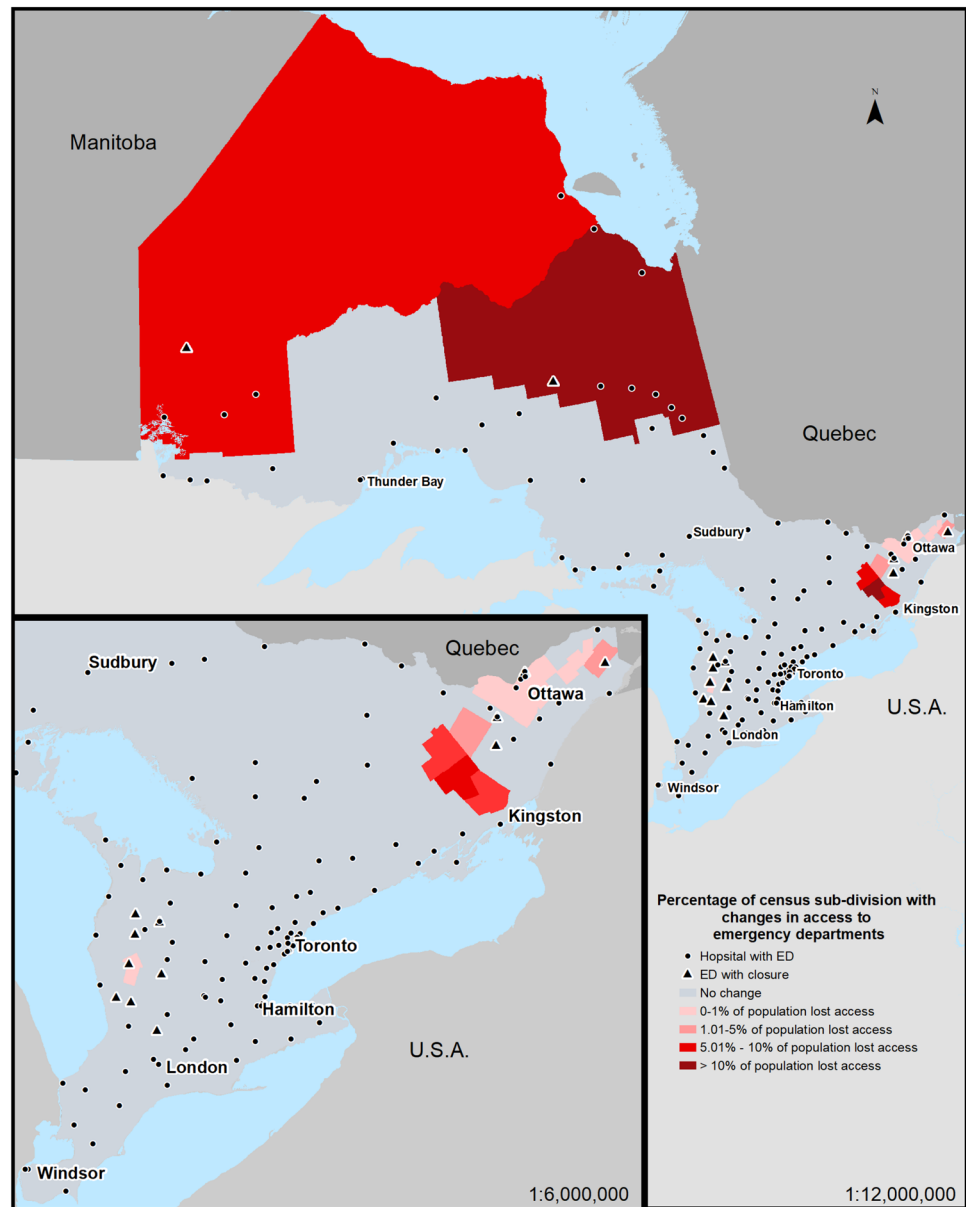 N
Manitoba
Quebec
Thunder Bay
Sudbury
Ottawa
Kingston
Toronto
Hamilton
U.S.A.
London
Windsor
Quebec
Sudbury
Ottawa
Kingston
Toronto
Hamilton
U.S.A.
London
Windsor
1:6,000,000
Percentage of census sub-division with
changes in access to
emergency departments
Hopsital with ED
ED with closure
No change
0-1% of population lost access
1.01-5% of population lost access
5.01% - 10% of population lost access
> 10% of population lost access
1:12,000,000